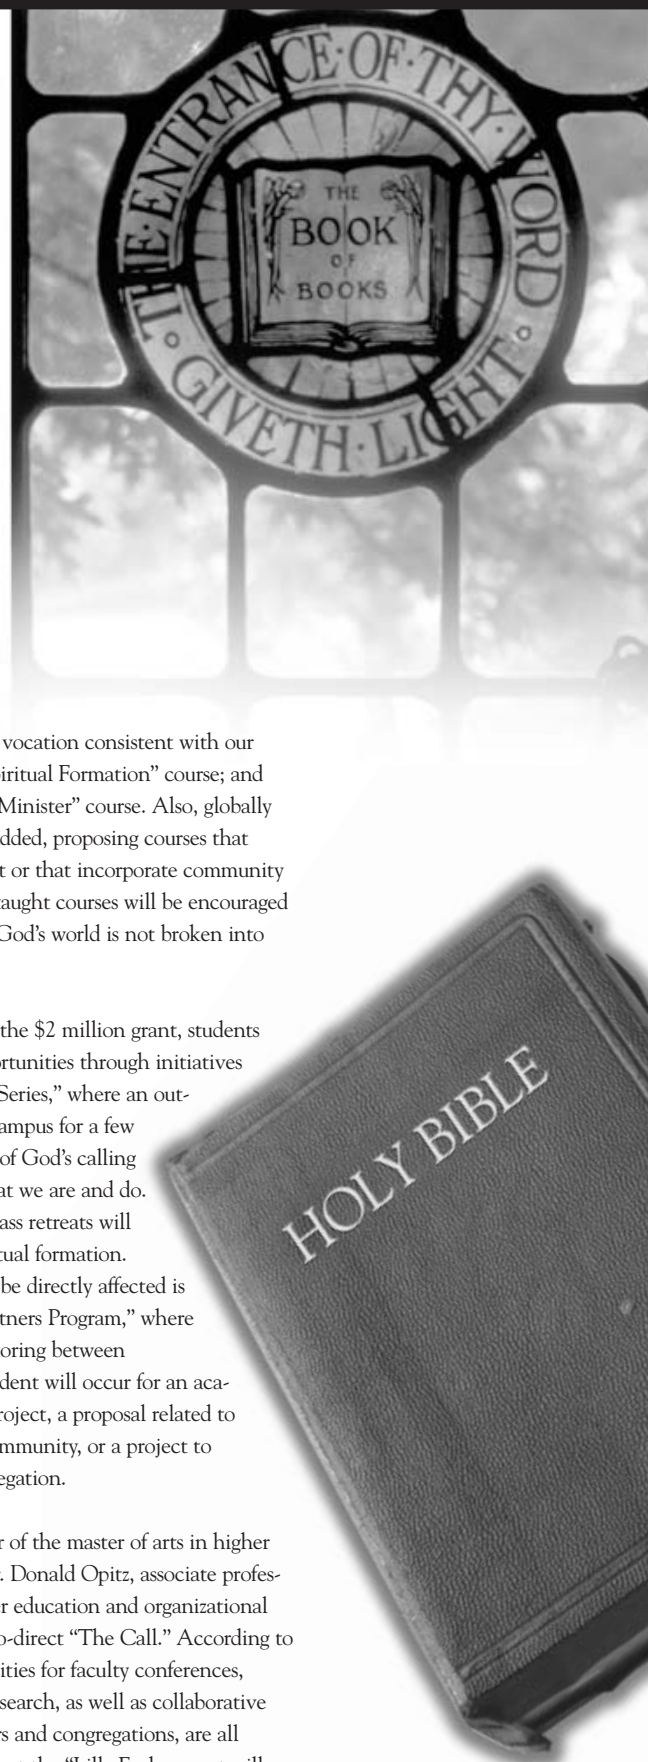 THE·ENTRANCE·OF·THY·WORD
GIVETH·LIGHT
THE
BOOK
OF
BOOKS
vocation consistent with our
iritual Formation” course; and
Minister” course. Also, globally
dded, proposing courses that
t or that incorporate community
taught courses will be encouraged
God’s world is not broken into
the $2 million grant, students
ortunities through initiatives
Series,” where an out-
ampus for a few
of God’s calling
at we are and do.
ass retreats will
tual formation.
be directly affected is
tners Program,” where
oring between
dent will occur for an aca-
roject, a proposal related to
mmunity, or a project to
egation.
r of the master of arts in higher
. Donald Opitz, associate profes-
er education and organizational
o-direct “The Call.” According to
ities for faculty conferences,
search, as well as collaborative
rs and congregations, are all
HOLY BIBLE